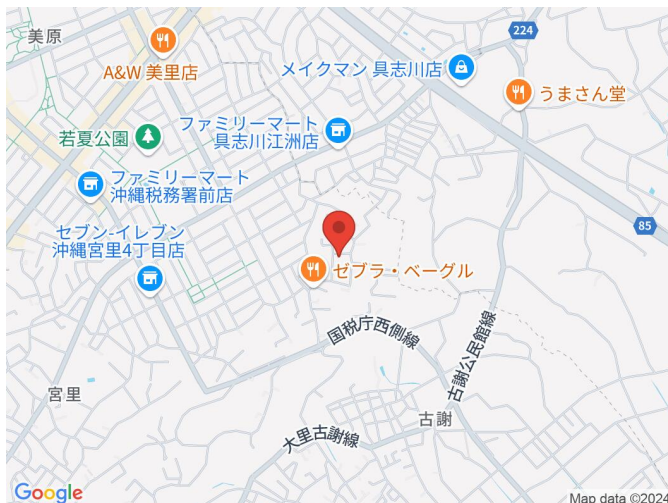 美原
A&W 美里店
メイクマン 具志川店
224
うまさん堂
若夏公園
ファミリーマート
具志川江洲店
ファミリーマート
沖縄税務署前店
セブン-イレブン
沖縄宮里4丁目店
85
ゼブラ・ベーグル
国税庁西側線
古謝公民館線
宮里
古謝
大里古謝線
Google
Map data ©2024